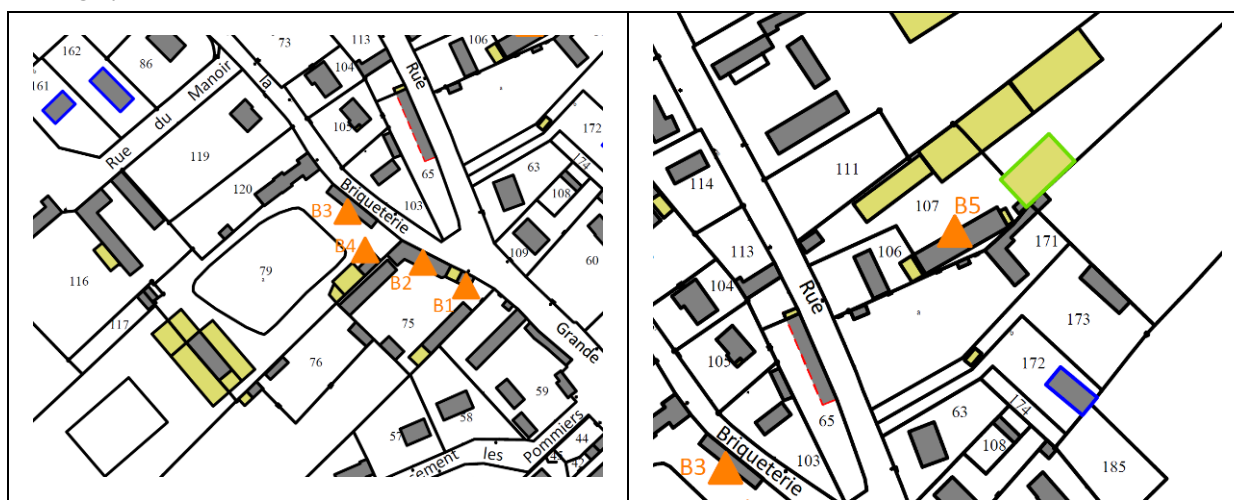 162
86
73
113
106
161
la
104
Rue
du
Manoir
Rue
119
105
172
174
120
65
63
108
B3
Briqueterie
103
B4
109
79
B2
60
116
B1
75
Grande
117
76
59
58
57
Pommiers
les
44
111
114
107
B5
106
171
113
104
Rue
173
105
172
174
65
63
108
Briqueterie
103
B3
185